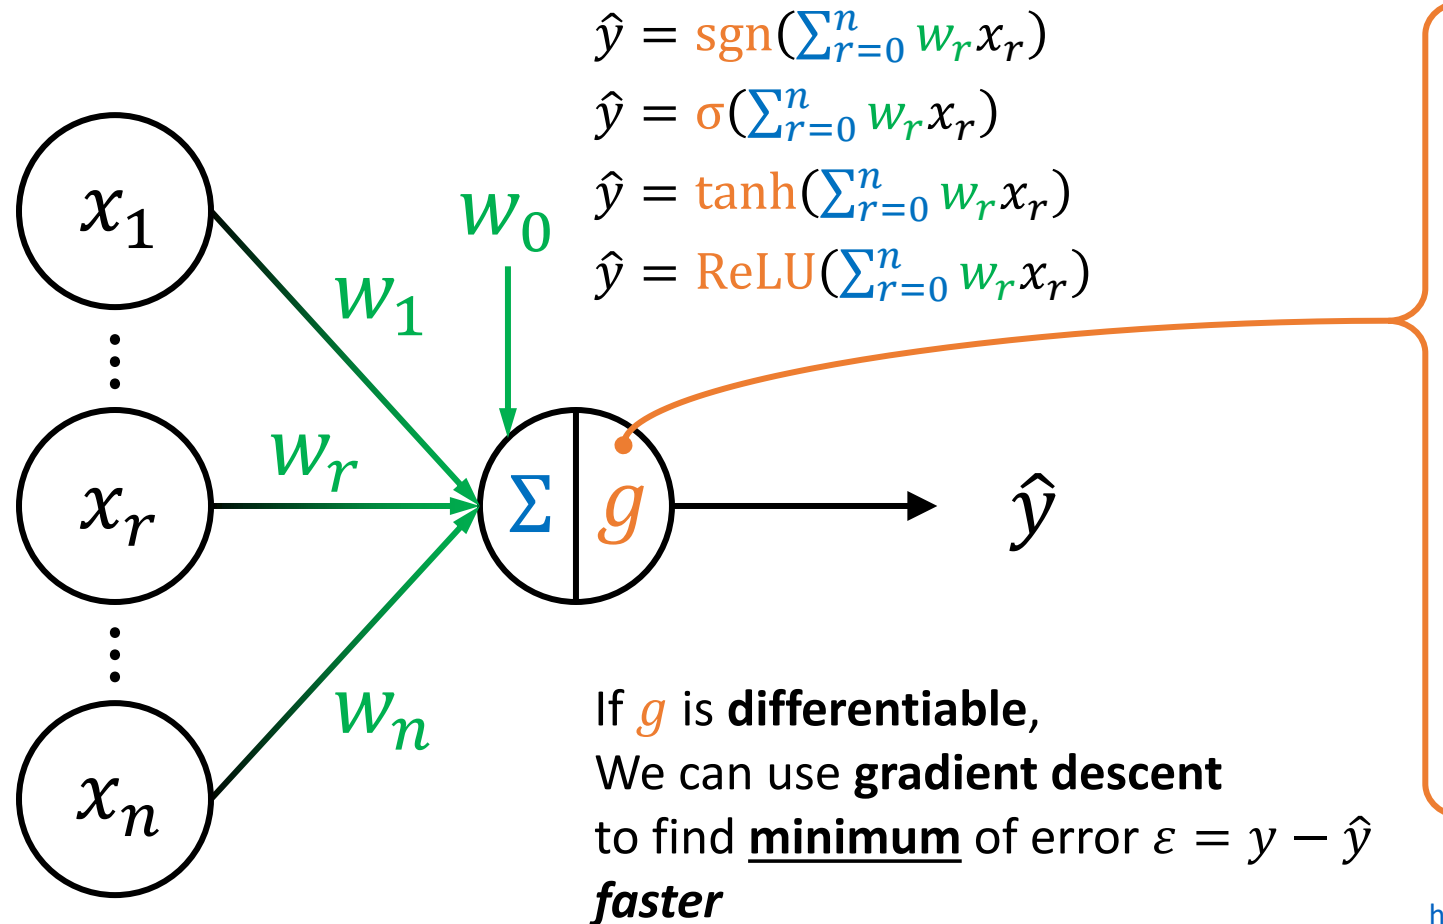 ŷ = sgn(∑ⁿᵣ₌₀ wᵣxᵣ)
ŷ = σ(∑ⁿᵣ₌₀ wᵣxᵣ)
ŷ = tanh(∑ⁿᵣ₌₀ wᵣxᵣ)
ŷ = ReLU(∑ⁿᵣ₌₀ wᵣxᵣ)
x₁
w₀
w₁
⋮
xᵣ
wᵣ
Σ
g
ŷ
⋮
xₙ
wₙ
If g is differentiable,
We can use gradient descent
to find minimum of error ε = y − ŷ
faster
h